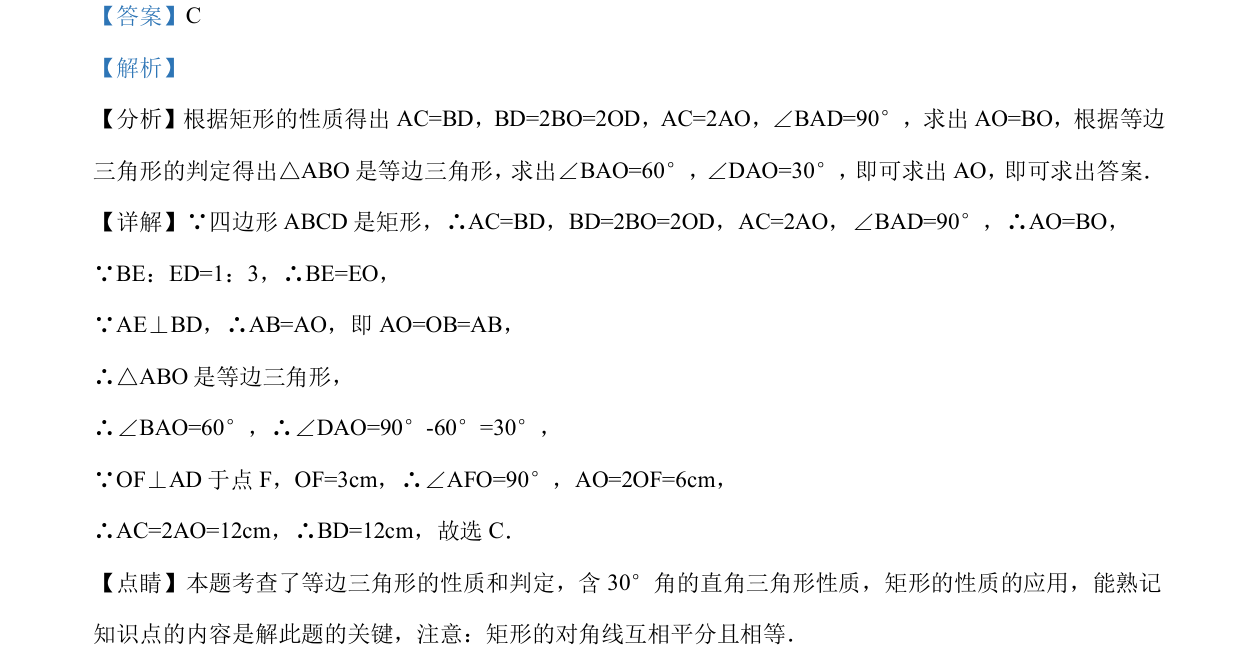 【答案】C
【解析】
【分析】根据矩形的性质得出 AC=BD，BD=2BO=2OD，AC=2AO，∠BAD=90°，求出 AO=BO，根据等边
三角形的判定得出△ABO 是等边三角形，求出∠BAO=60°，∠DAO=30°，即可求出 AO，即可求出答案．
【详解】∵四边形 ABCD 是矩形，∴AC=BD，BD=2BO=2OD，AC=2AO，∠BAD=90°，∴AO=BO，
∵BE：ED=1：3，∴BE=EO，
∵AE⊥BD，∴AB=AO，即 AO=OB=AB，
∴△ABO 是等边三角形，
∴∠BAO=60°，∴∠DAO=90°-60°=30°，
∵OF⊥AD 于点 F，OF=3cm，∴∠AFO=90°，AO=2OF=6cm，
∴AC=2AO=12cm，∴BD=12cm，故选 C．
【点睛】本题考查了等边三角形的性质和判定，含 30°角的直角三角形性质，矩形的性质的应用，能熟记
知识点的内容是解此题的关键，注意：矩形的对角线互相平分且相等．